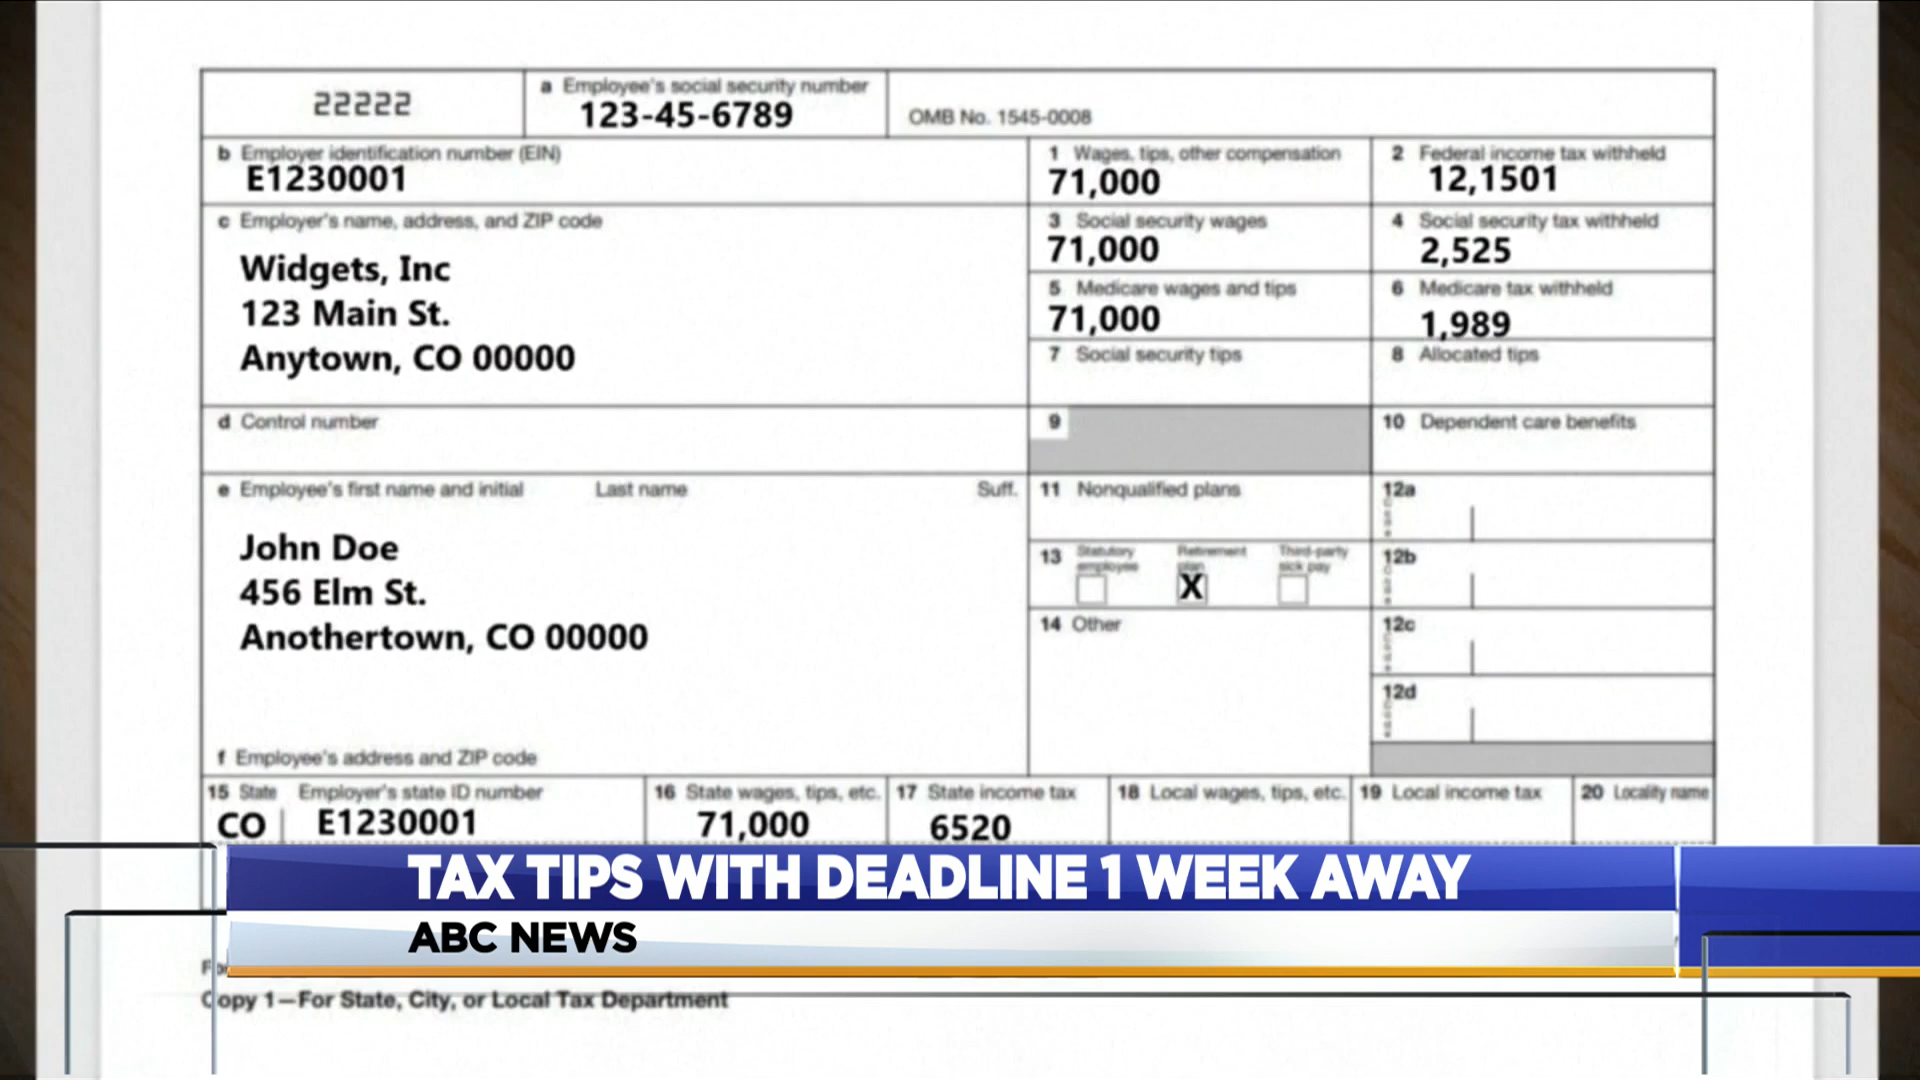 22222
a Employee's social security number
123-45-6789
OMB No. 1545-0008
b Employer identification number (EIN)
E1230001
1 Wages, tips, other compensation
71,000
2 Federal income tax withheld
12,1501
c Employer's name, address, and ZIP code
Widgets, Inc
123 Main St.
Anytown, CO 00000
3 Social security wages
71,000
4 Social security tax withheld
2,525
5 Medicare wages and tips
71,000
6 Medicare tax withheld
1,989
7 Social security tips
8 Allocated tips
d Control number
9
10 Dependent care benefits
e Employee's first name and initial Last name Suff.
John Doe
456 Elm St.
Anothertown, CO 00000
f Employee's address and ZIP code
11 Nonqualified plans
12a
13 Statutory employee
Retirement plan
X
Third-party sick pay
12b
14 Other
12c
12d
15 State Employer's state ID number
CO E1230001
16 State wages, tips, etc.
71,000
17 State income tax
6520
18 Local wages, tips, etc.
19 Local income tax
20 Locality name
TAX TIPS WITH DEADLINE 1 WEEK AWAY
ABC NEWS
Copy 1—For State, City, or Local Tax Department